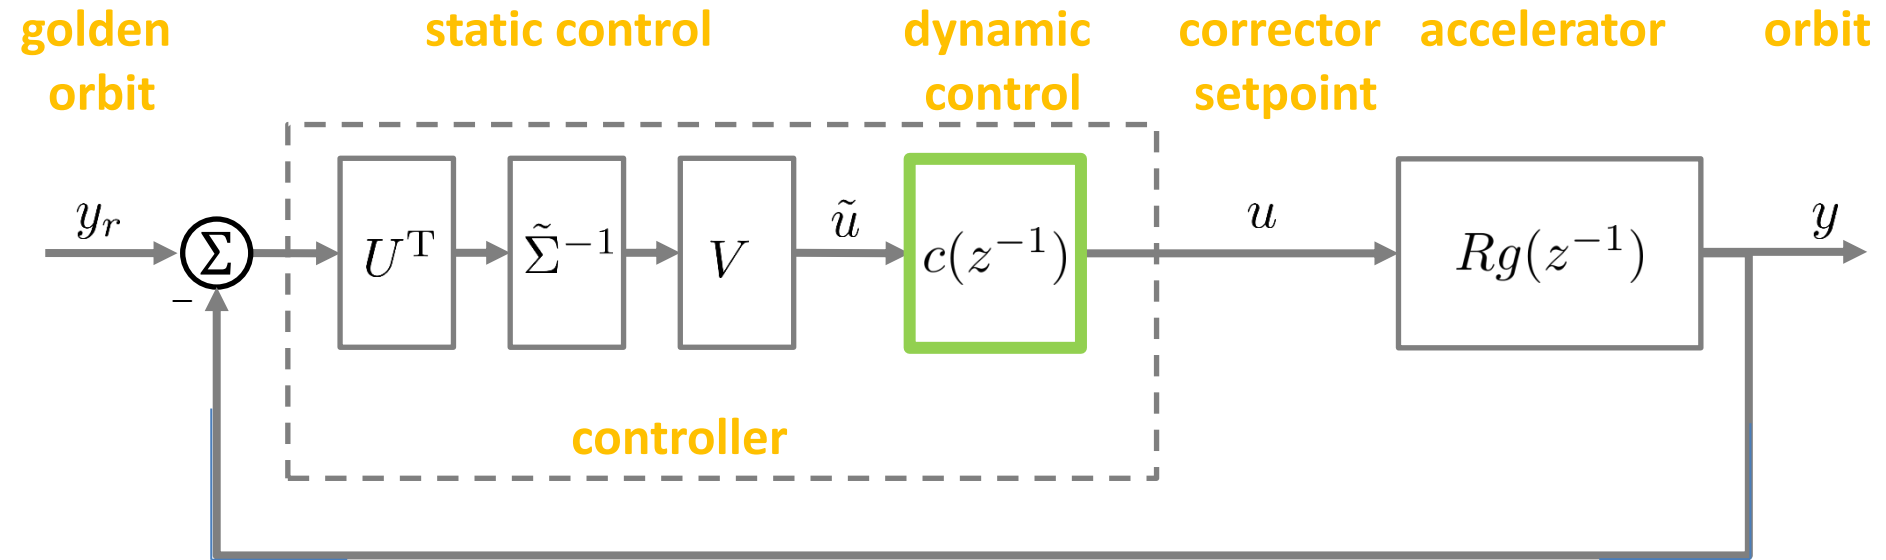 golden orbit
static control
dynamic control
corrector setpoint
accelerator
orbit
y_r
Σ
−
U^T
Σ̃^{−1}
V
ũ
c(z^{−1})
u
Rg(z^{−1})
y
controller